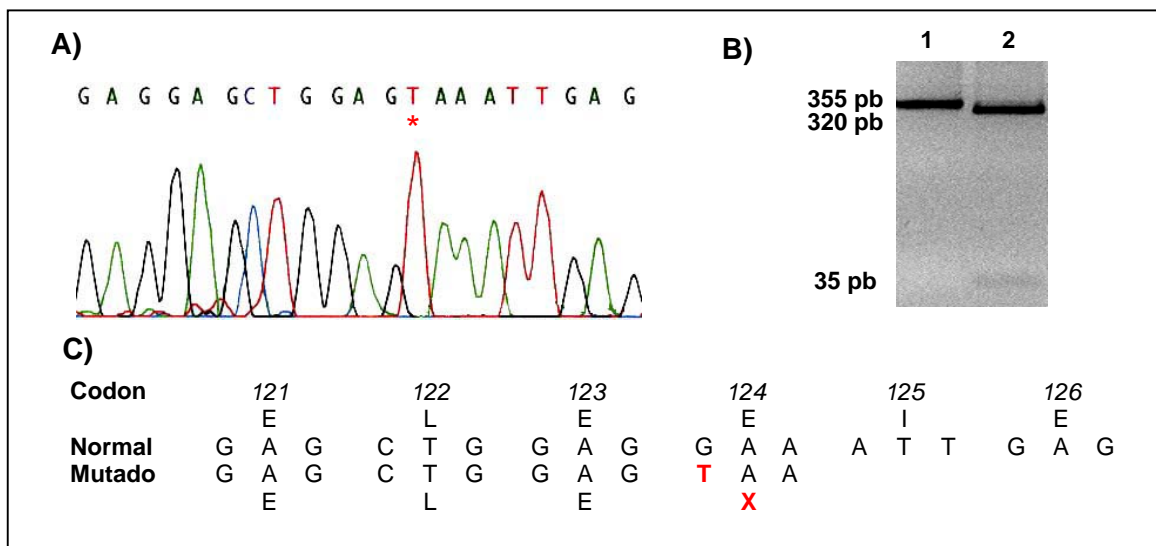 A)
G A G G A G C T G G A G T A A A T T G A G
*
B)
1 2
355 pb
320 pb
35 pb
C)
Codon 121 122 123 124 125 126
E L E E I E
Normal G A G C T G G A G G A A A T T G A G
Mutado G A G C T G G A G T A A
E L E X